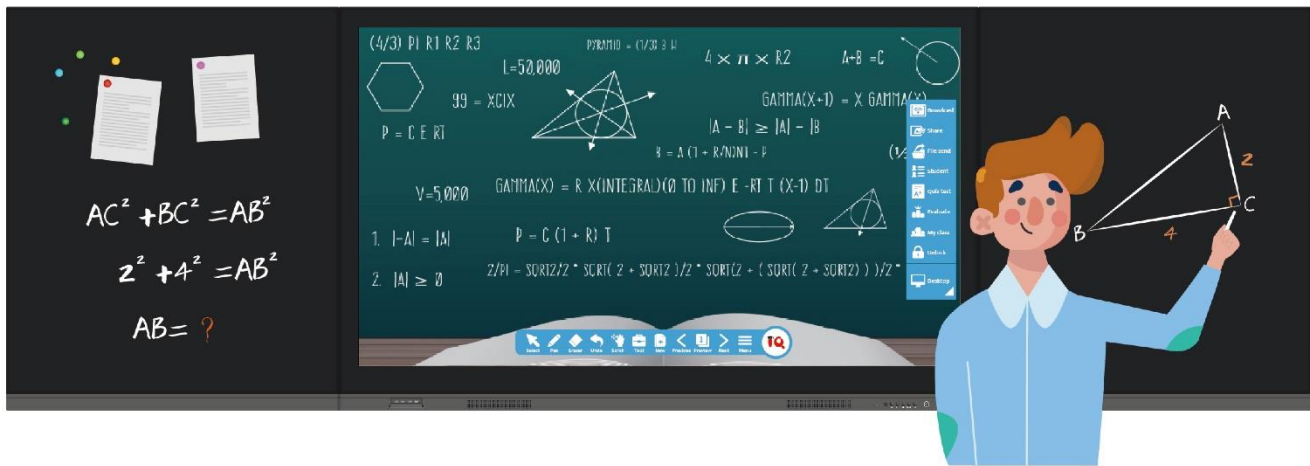 AC² +BC² =AB²
2² +4² =AB²
AB= ?
(4/3) PI R1 R2 R3
PYRAMID = (1/3) B H
4 × π × R2
A+B =C
L=50,000
99 = XCIX
GAMMA(X+1) = X GAMMA(X)
P = C E RT
|A - B| ≥ |A| - |B
B = A (1 + R/N)NT - P
(1/3
V=5,000
GAMMA(X) = R X(INTEGRAL)(0 TO INF) E -RT T (X-1) DT
1. |-A| = |A|
P = C (1 + R) T
2. |A| ≥ 0
2/PI = SQRT2/2 * SQRT( 2 + SQRT2 )/2 * SQRT(2 + ( SQRT( 2 + SQRT2) ) )/2 *
Broadcast
Share
File send
Student
Quiz test
A+
Evaluate
My class
Unlock
Desktop
Select Pen Eraser Undo Scroll Tool New Previous Preview Next Menu
1
IQ
A
2
C
B
4